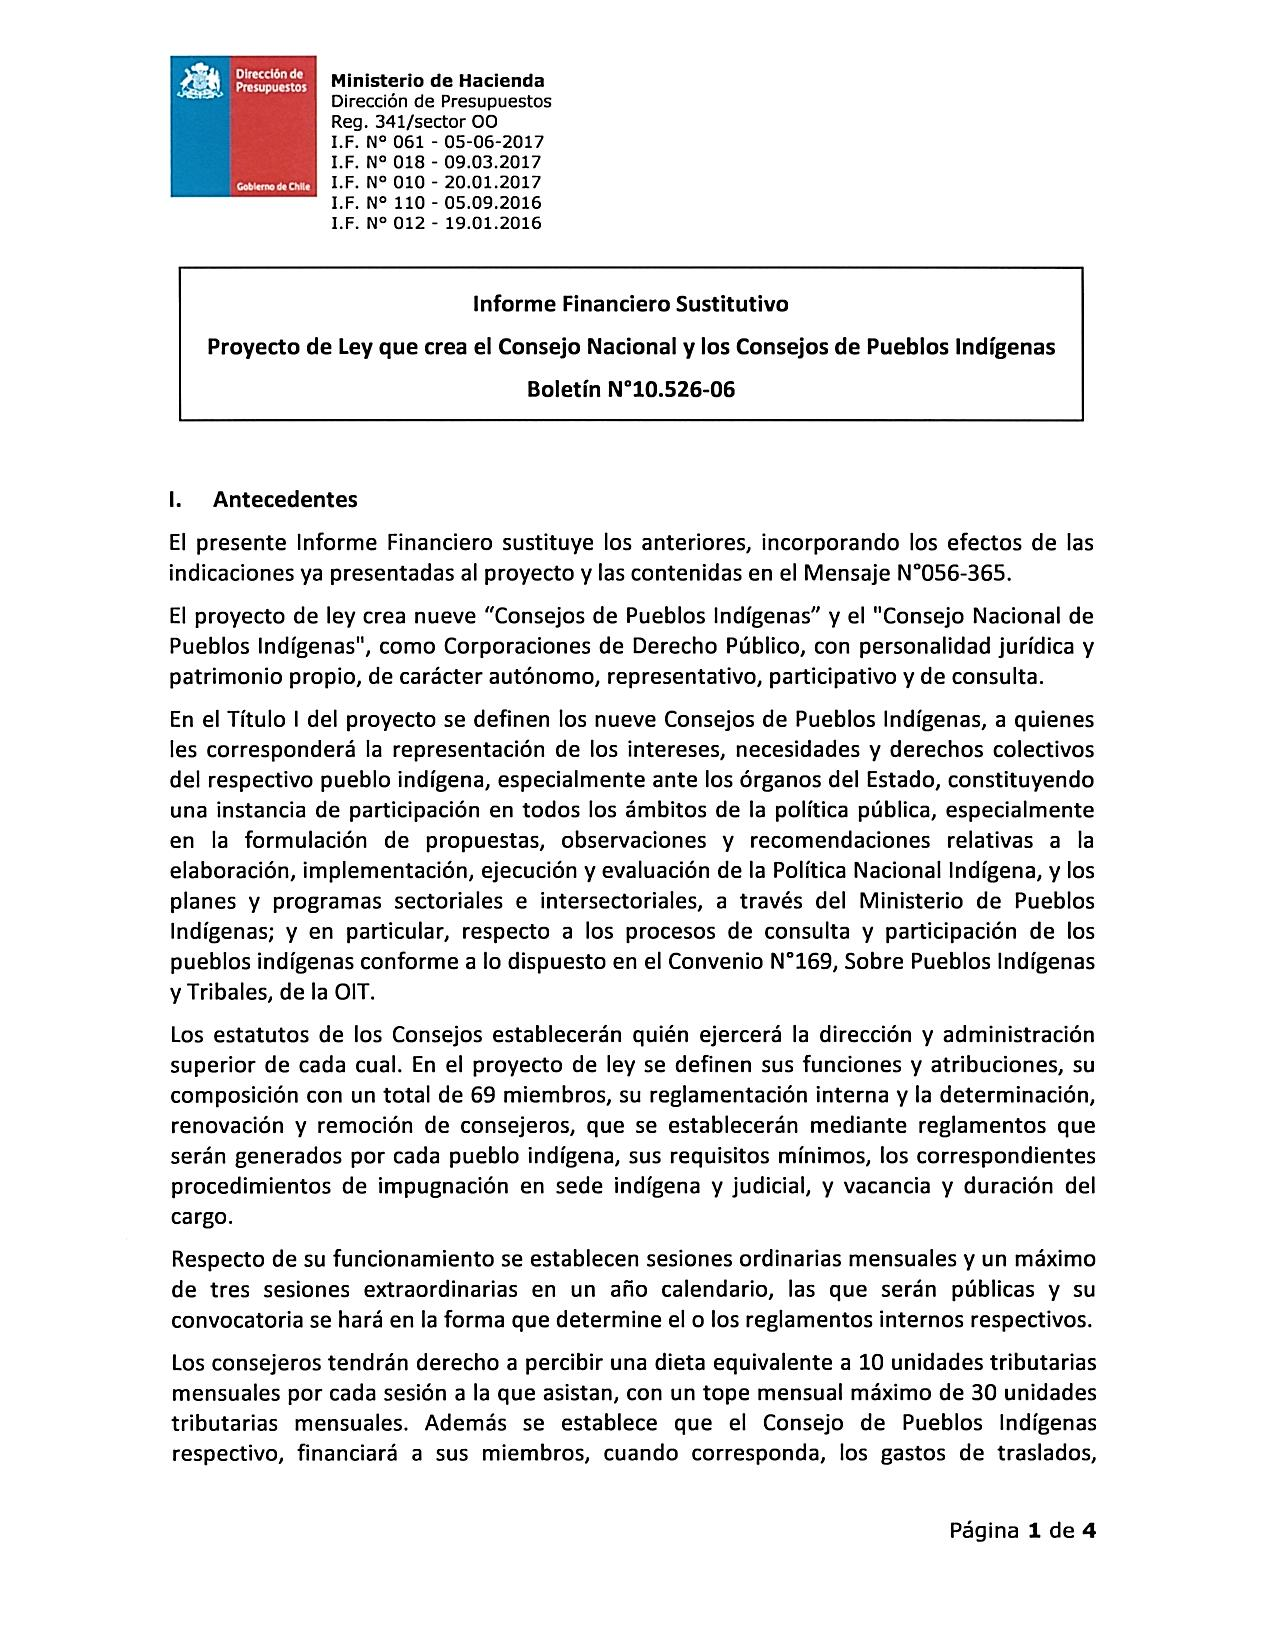 Dirección de
Presupuestos
Gobierno de Chile
Ministerio de Hacienda
Dirección de Presupuestos
Reg. 341/sector OO
I.F. N° 061 - 05-06-2017
I.F. N° 018 - 09.03.2017
I.F. N° 010 - 20.01.2017
I.F. N° 110 - 05.09.2016
I.F. N° 012 - 19.01.2016
Informe Financiero Sustitutivo
Proyecto de Ley que crea el Consejo Nacional y los Consejos de Pueblos Indígenas
Boletín N°10.526-06
I. Antecedentes
El presente Informe Financiero sustituye los anteriores, incorporando los efectos de las
indicaciones ya presentadas al proyecto y las contenidas en el Mensaje N°056-365.
El proyecto de ley crea nueve “Consejos de Pueblos Indígenas” y el "Consejo Nacional de
Pueblos Indígenas", como Corporaciones de Derecho Público, con personalidad jurídica y
patrimonio propio, de carácter autónomo, representativo, participativo y de consulta.
En el Título I del proyecto se definen los nueve Consejos de Pueblos Indígenas, a quienes
les corresponderá la representación de los intereses, necesidades y derechos colectivos
del respectivo pueblo indígena, especialmente ante los órganos del Estado, constituyendo
una instancia de participación en todos los ámbitos de la política pública, especialmente
en la formulación de propuestas, observaciones y recomendaciones relativas a la
elaboración, implementación, ejecución y evaluación de la Política Nacional Indígena, y los
planes y programas sectoriales e intersectoriales, a través del Ministerio de Pueblos
Indígenas; y en particular, respecto a los procesos de consulta y participación de los
pueblos indígenas conforme a lo dispuesto en el Convenio N°169, Sobre Pueblos Indígenas
y Tribales, de la OIT.
Los estatutos de los Consejos establecerán quién ejercerá la dirección y administración
superior de cada cual. En el proyecto de ley se definen sus funciones y atribuciones, su
composición con un total de 69 miembros, su reglamentación interna y la determinación,
renovación y remoción de consejeros, que se establecerán mediante reglamentos que
serán generados por cada pueblo indígena, sus requisitos mínimos, los correspondientes
procedimientos de impugnación en sede indígena y judicial, y vacancia y duración del
cargo.
Respecto de su funcionamiento se establecen sesiones ordinarias mensuales y un máximo
de tres sesiones extraordinarias en un año calendario, las que serán públicas y su
convocatoria se hará en la forma que determine el o los reglamentos internos respectivos.
Los consejeros tendrán derecho a percibir una dieta equivalente a 10 unidades tributarias
mensuales por cada sesión a la que asistan, con un tope mensual máximo de 30 unidades
tributarias mensuales. Además se establece que el Consejo de Pueblos Indígenas
respectivo, financiará a sus miembros, cuando corresponda, los gastos de traslados,
Página 1 de 4